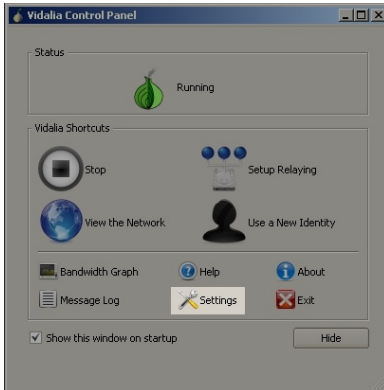 Vidalia Control Panel
Status
Running
Vidalia Shortcuts
Stop
Setup Relaying
View the Network
Use a New Identity
Bandwidth Graph
Help
About
Message Log
Settings
Exit
Show this window on startup
Hide